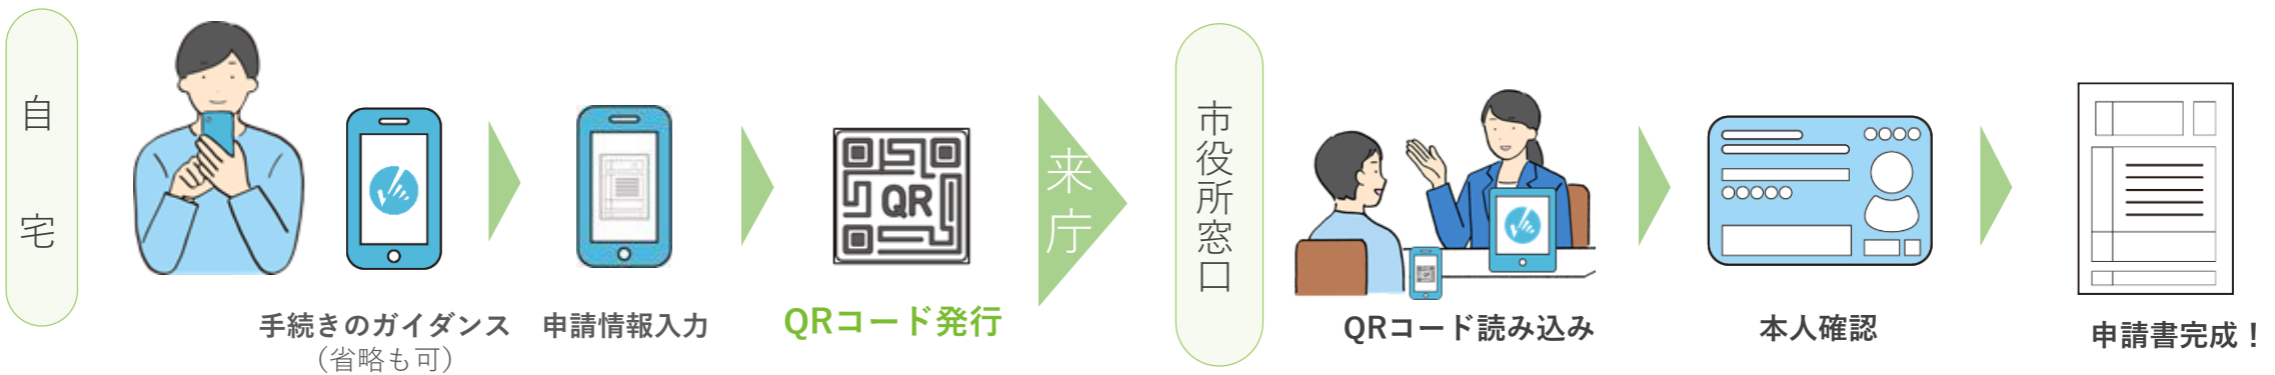 自宅
手続きのガイダンス
（省略も可）
申請情報入力
QR
QRコード発行
来庁
市役所窓口
QRコード読み込み
本人確認
申請書完成！